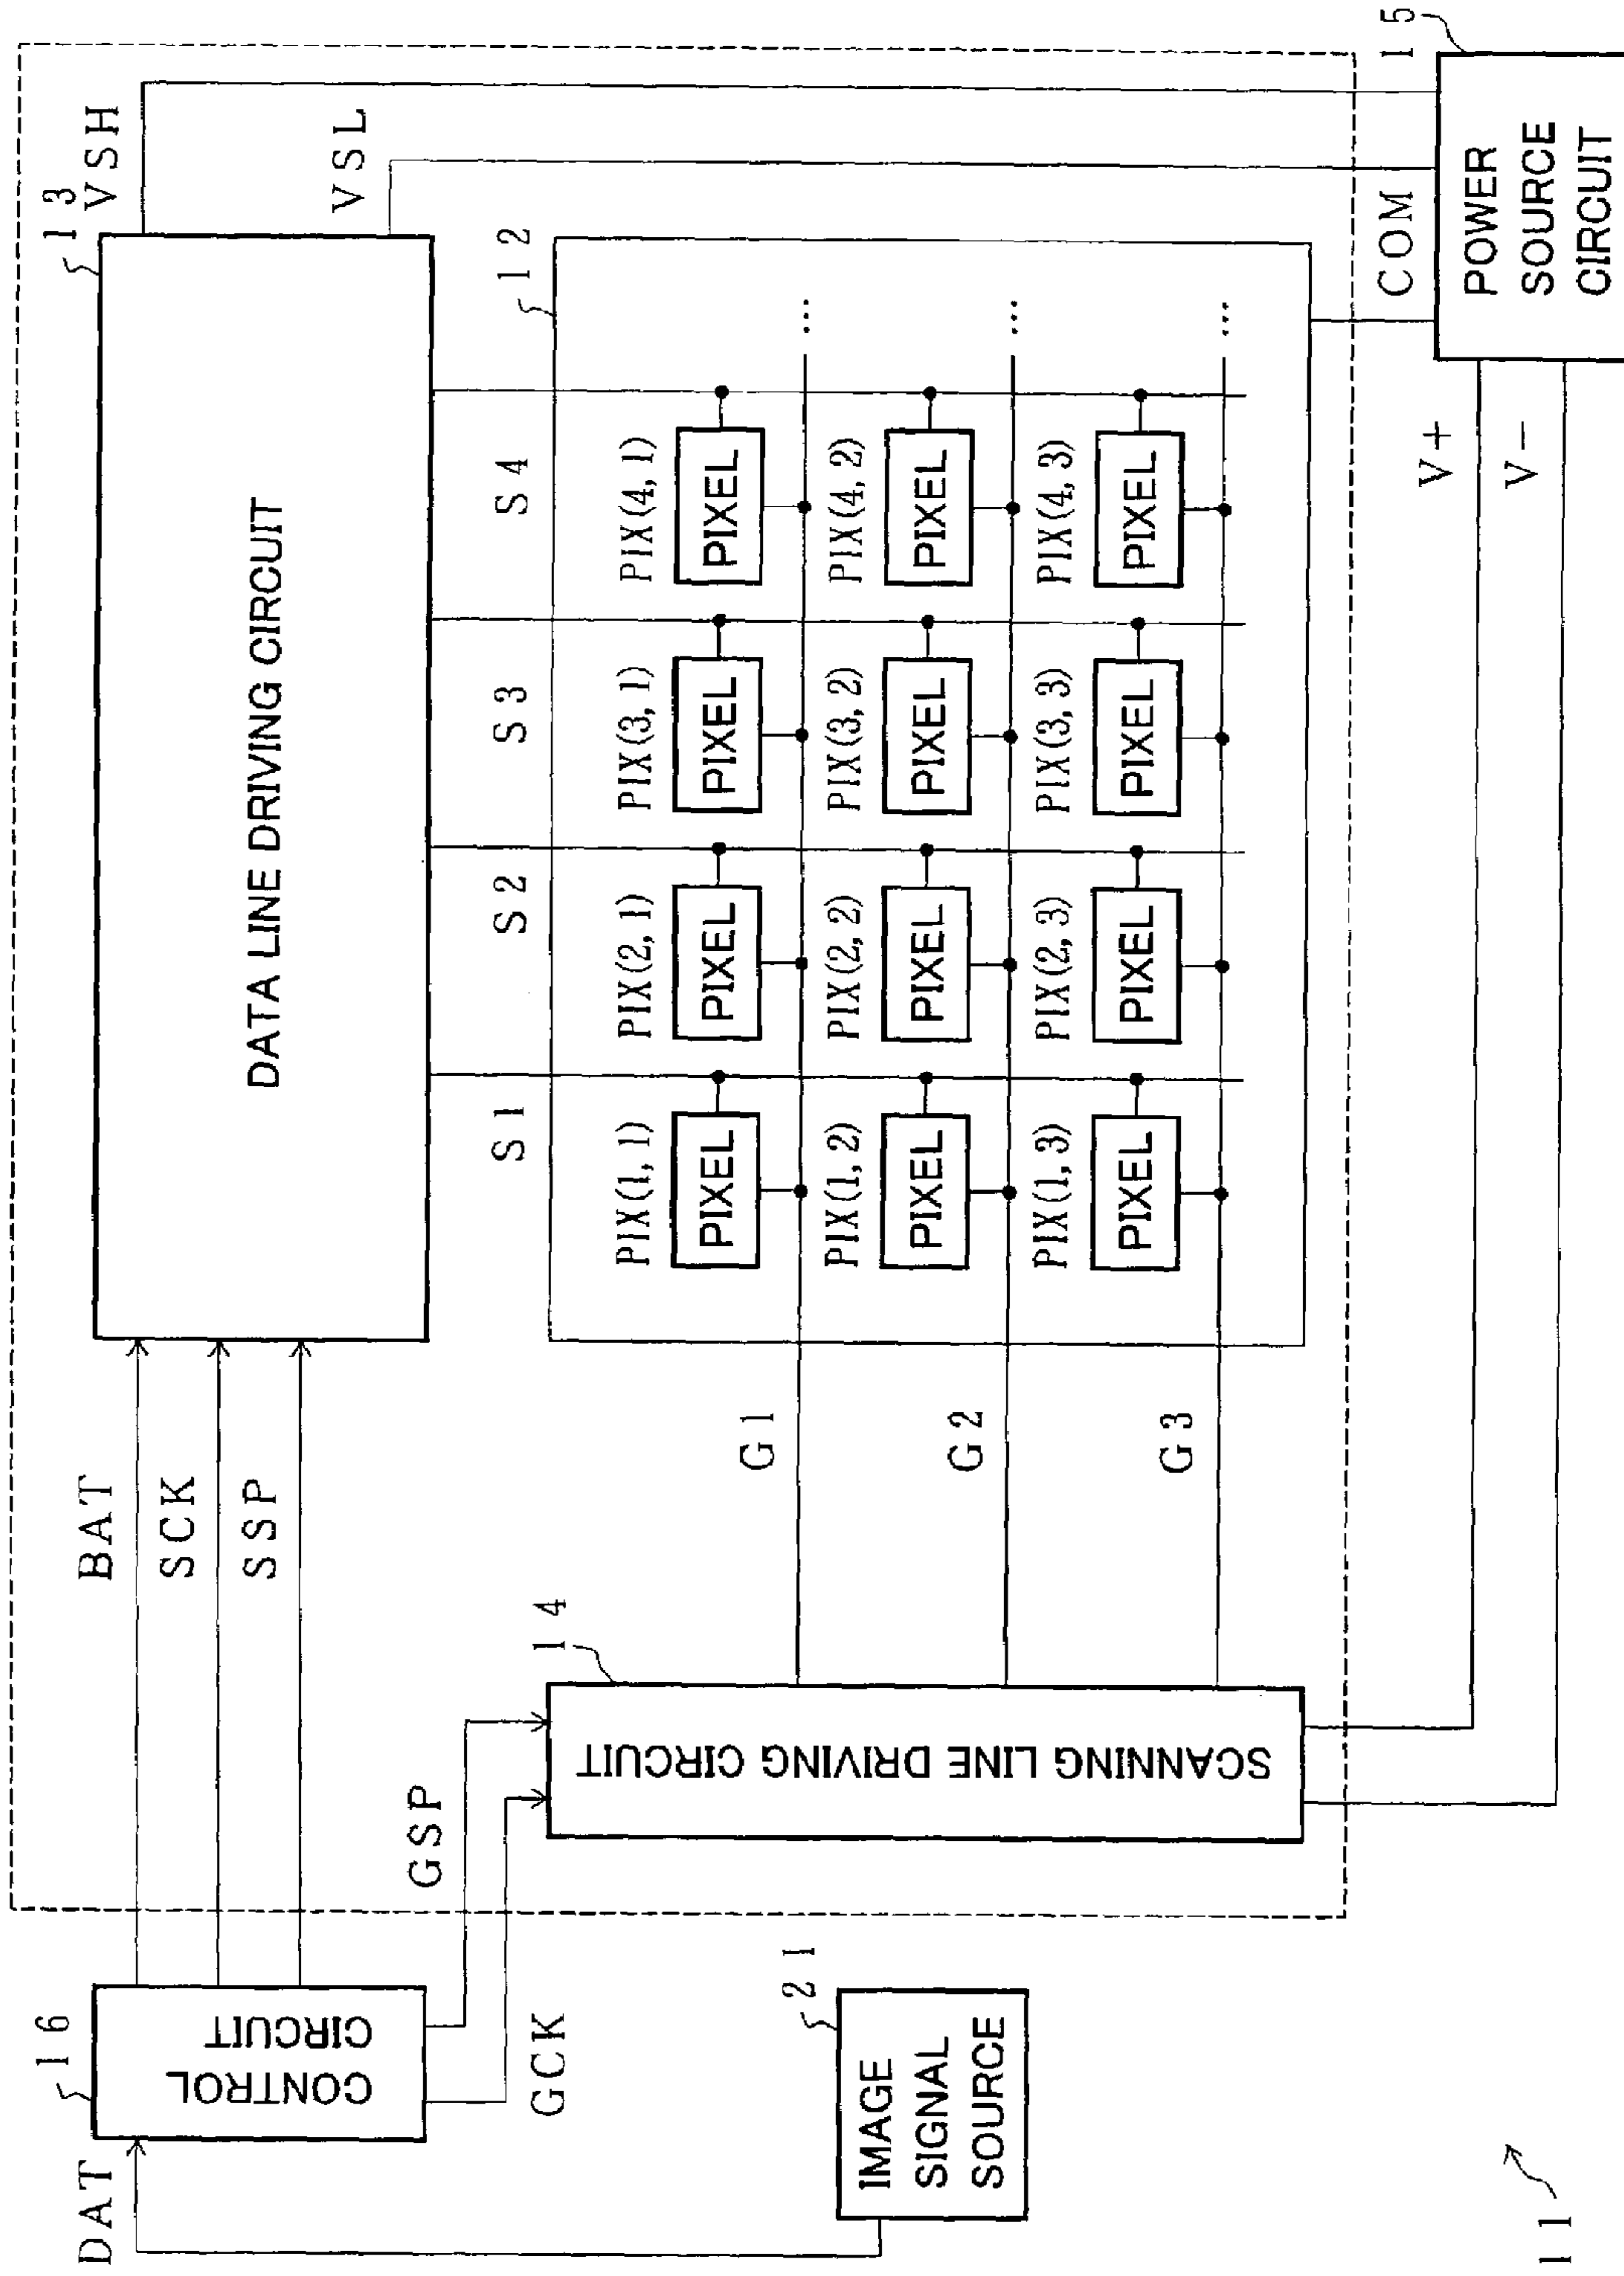 DAT
16
CONTROL
CIRCUIT
BAT
SCK
SSP
GSP
GCK
13
DATA LINE DRIVING CIRCUIT
VSH
VSL
21
IMAGE
SIGNAL
SOURCE
14
SCANNING LINE DRIVING CIRCUIT
12
S1
S2
S3
S4
PIX(1,1)
PIX(2,1)
PIX(3,1)
PIX(4,1)
PIXEL
PIXEL
PIXEL
PIXEL
G1
...
PIX(1,2)
PIX(2,2)
PIX(3,2)
PIX(4,2)
PIXEL
PIXEL
PIXEL
PIXEL
G2
...
PIX(1,3)
PIX(2,3)
PIX(3,3)
PIX(4,3)
PIXEL
PIXEL
PIXEL
PIXEL
G3
...
COM
15
V+
V-
POWER
SOURCE
CIRCUIT
11